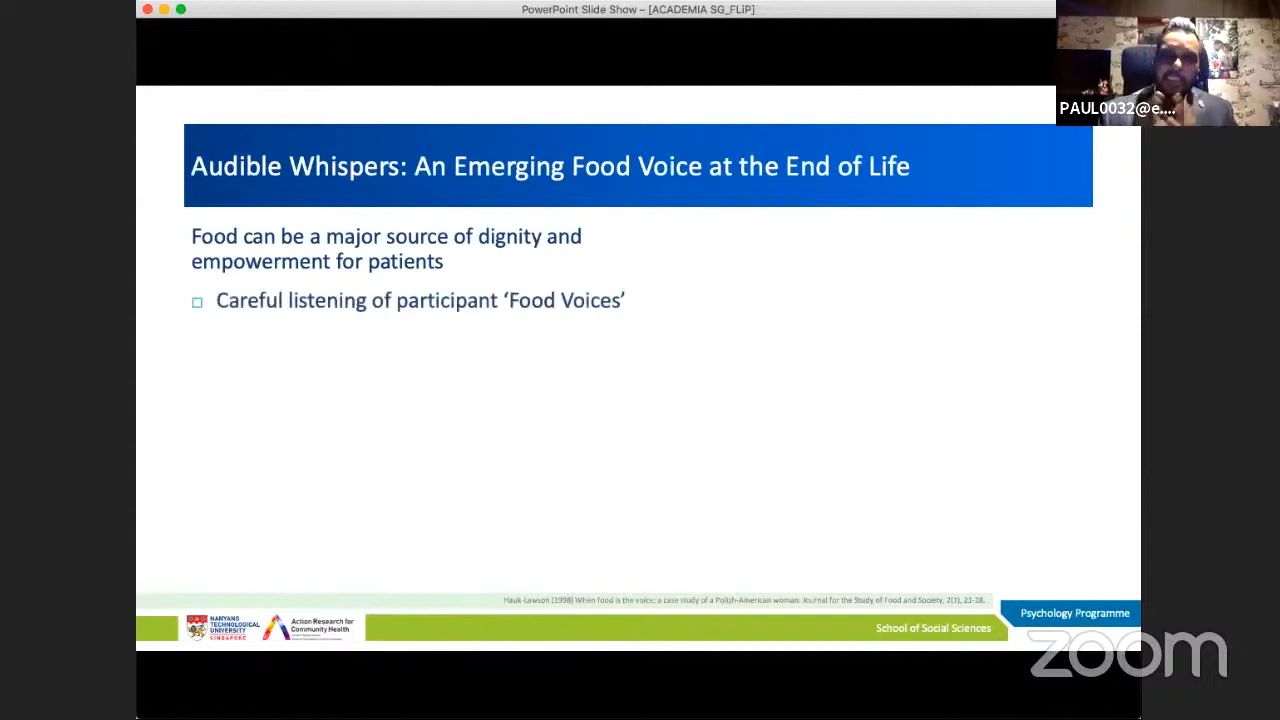 PowerPoint Slide Show – [ACADEMIA SG_FLiP]
PAUL0032@e....
Audible Whispers: An Emerging Food Voice at the End of Life
Food can be a major source of dignity and
empowerment for patients
Careful listening of participant ‘Food Voices’
Hauk-Lawson (1998) When food is the voice: a case study of a Polish-American woman. Journal for the Study of Food and Society, 2(1), 21-28.
NANYANG
TECHNOLOGICAL
UNIVERSITY
SINGAPORE
Action Research for
Community Health
School of Social Sciences
Psychology Programme
zoom